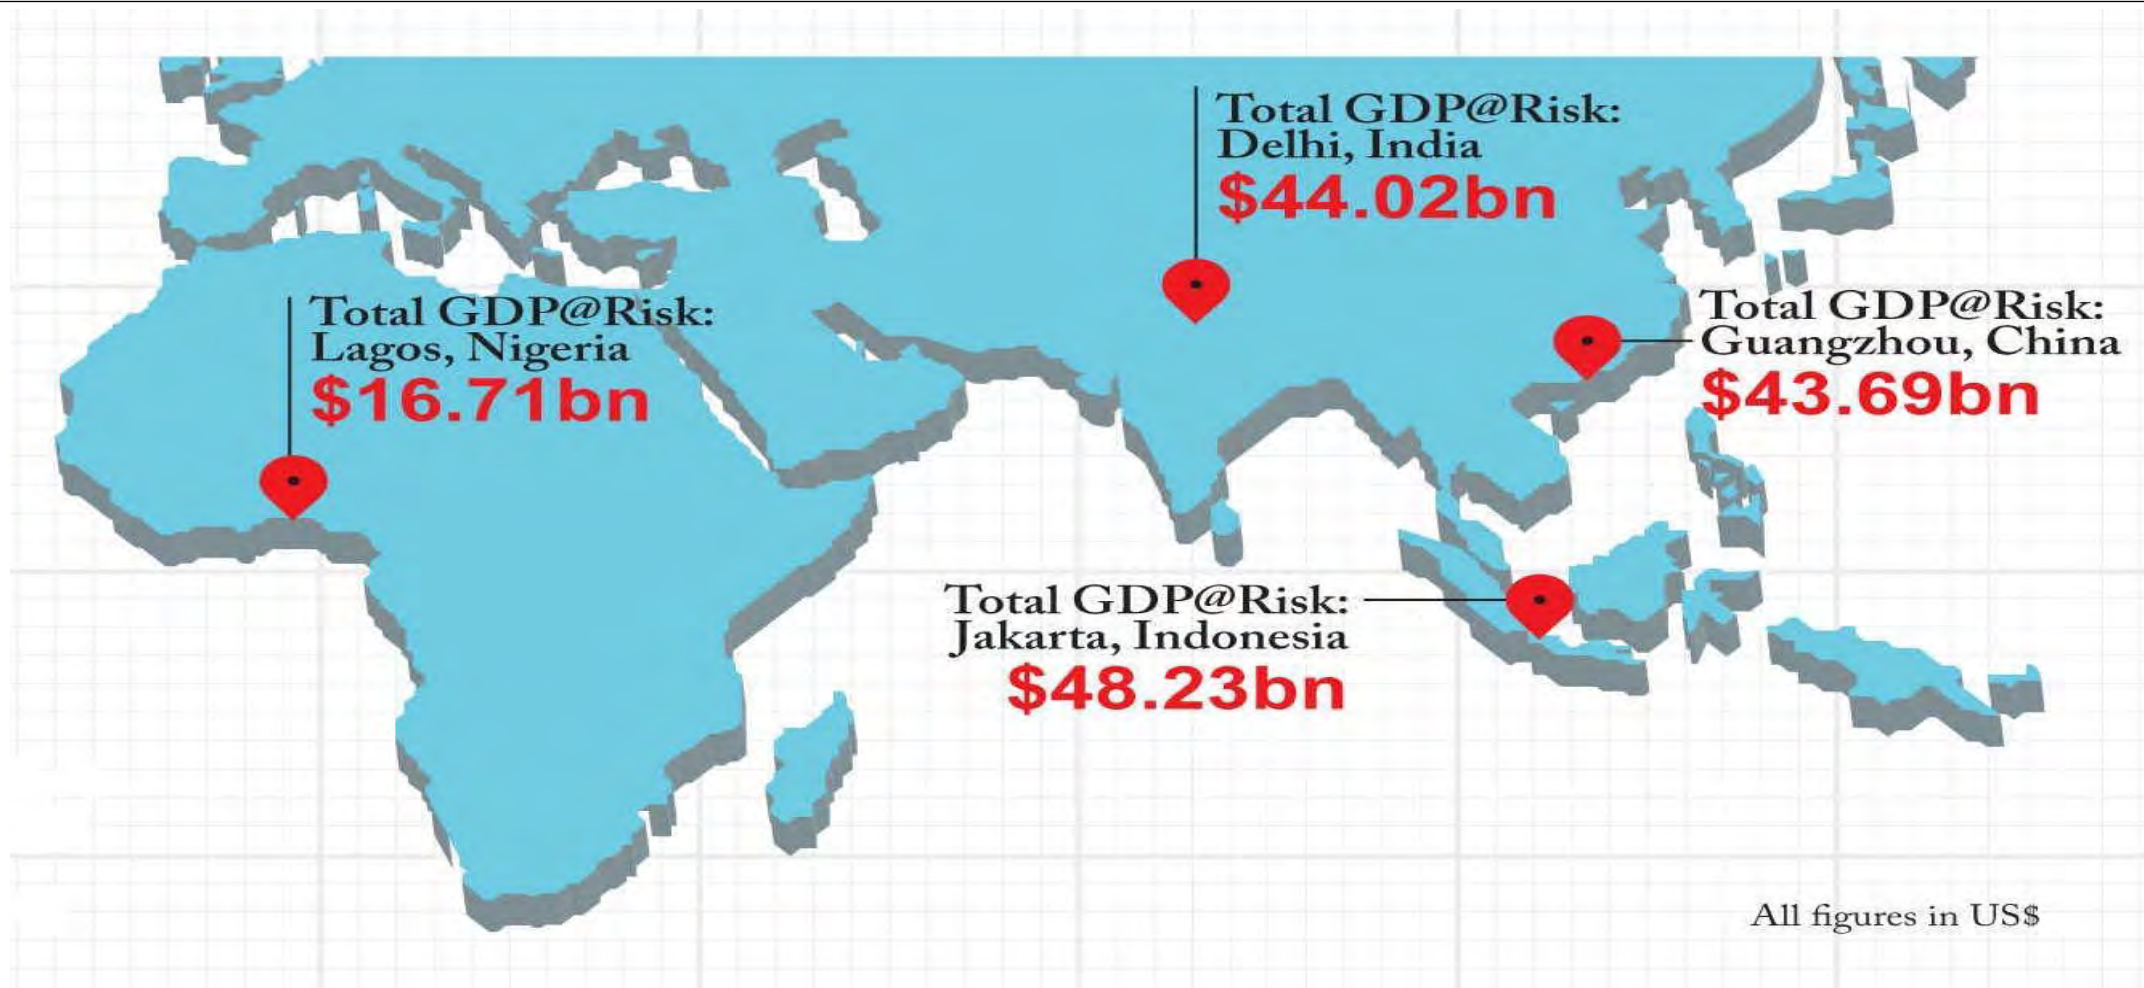 Total GDP@Risk:
Delhi, India
$44.02bn
Total GDP@Risk:
Lagos, Nigeria
$16.71bn
Total GDP@Risk:
Guangzhou, China
$43.69bn
Total GDP@Risk:
Jakarta, Indonesia
$48.23bn
All figures in US$